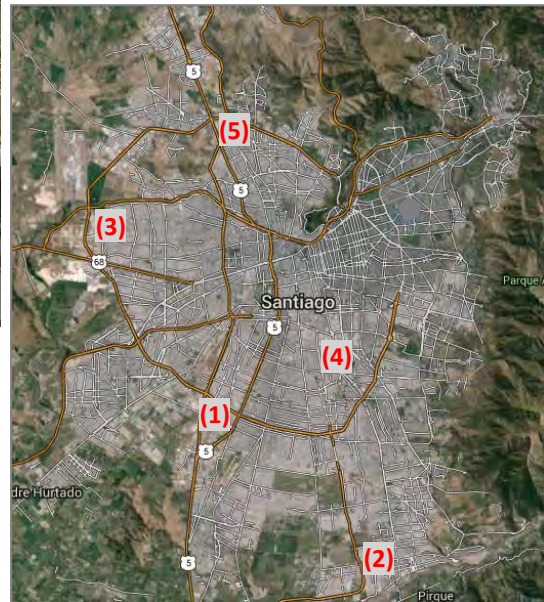 5
(5)
5
(3)
68
Parque A
Santiago
5
(4)
(1)
5
dre Hurtado
(2)
5
Pirque